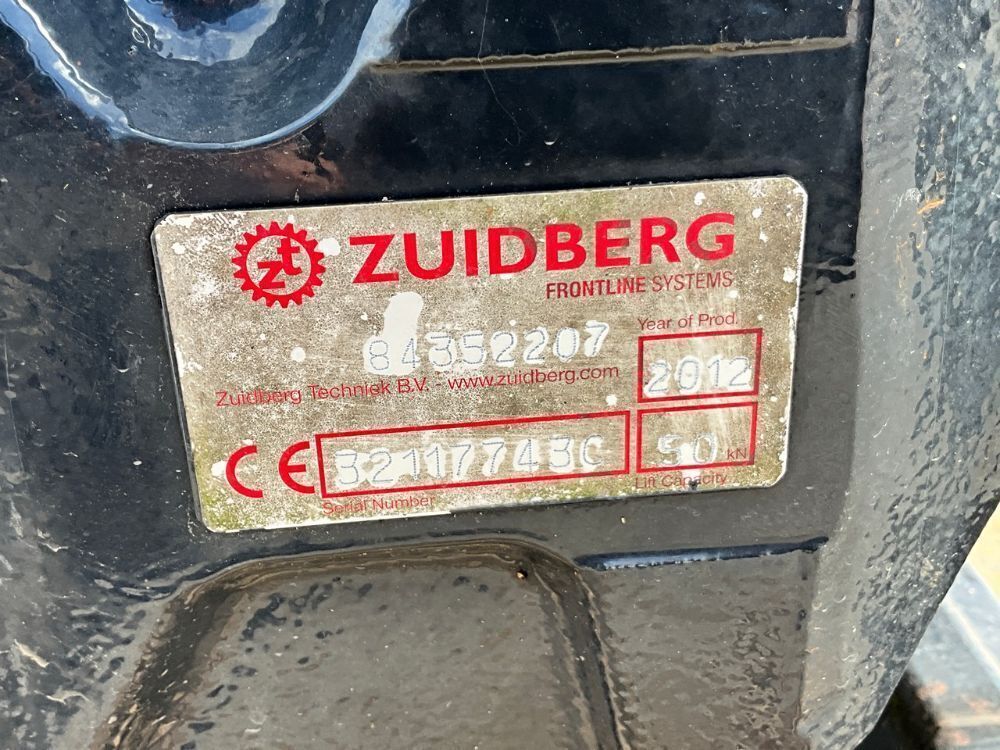 zt ZUIDBERG
FRONTLINE SYSTEMS
84352207
Year of Prod.
2012
Zuidberg Techniek B.V. - www.zuidberg.com
CE 32117743C 50 kN
Serial Number Lift Capacity